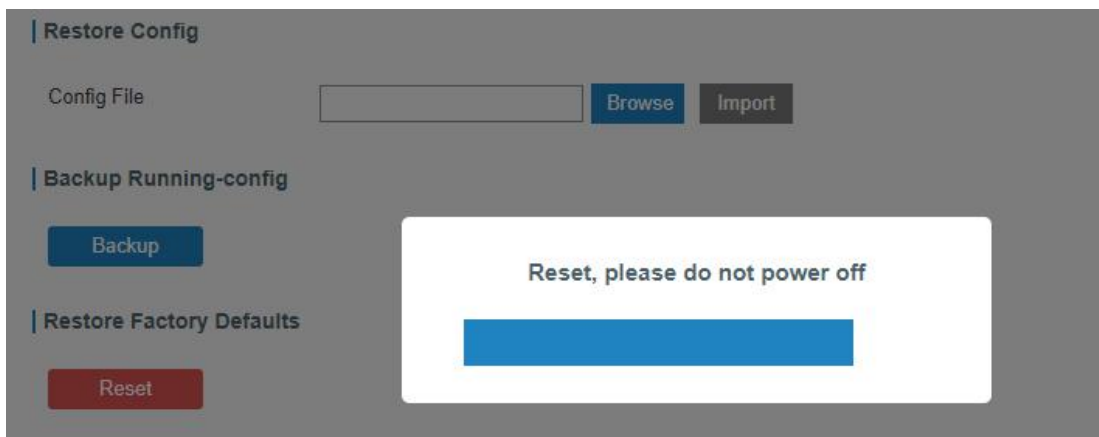 Restore Config
Config File
Browse Import
Backup Running-config
Backup
Reset, please do not power off
Restore Factory Defaults
Reset